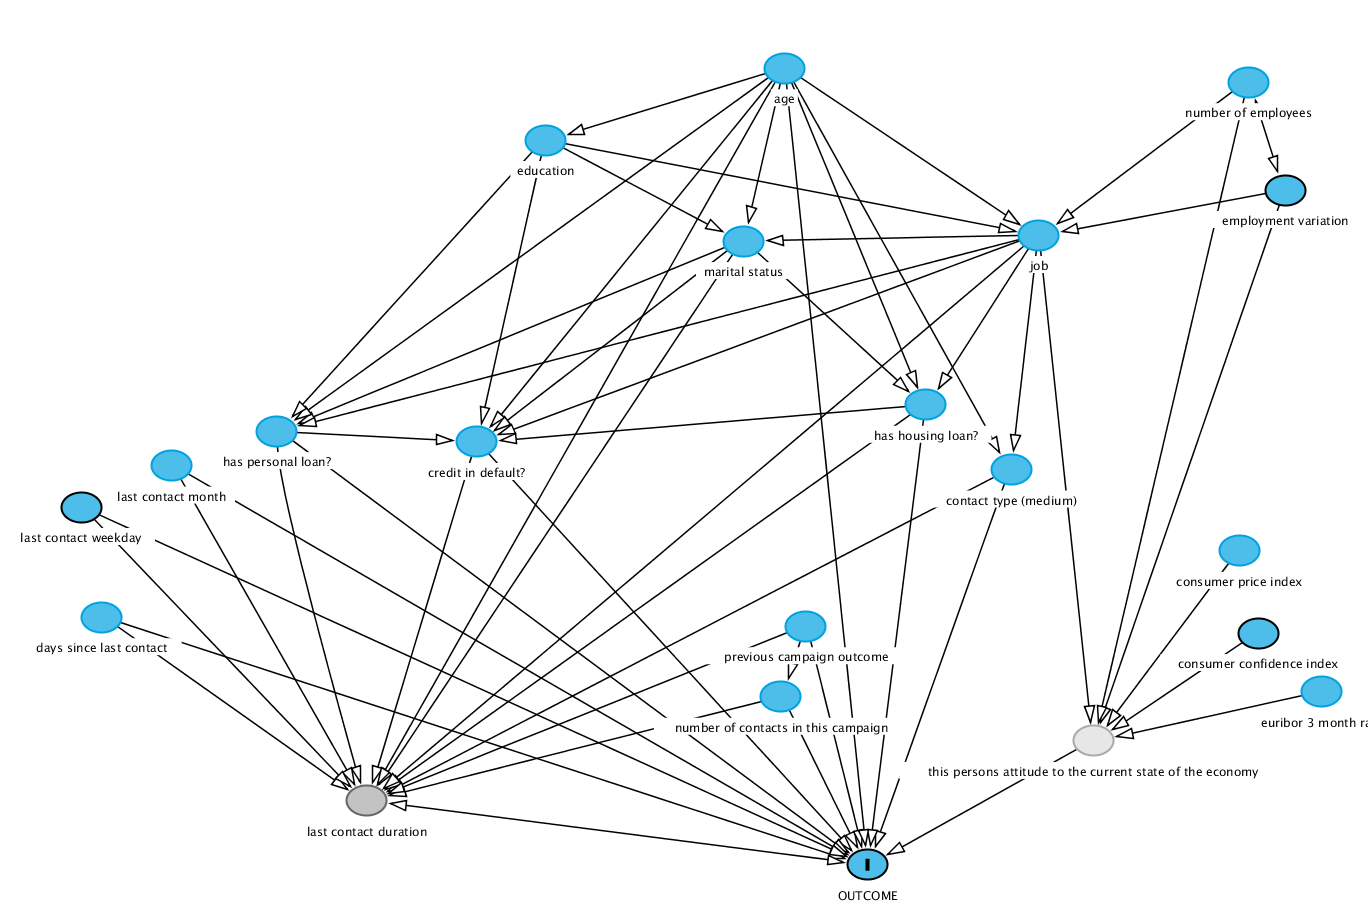 age
number of employees
education
employment variation
job
marital status
has housing loan?
has personal loan?
credit in default?
last contact month
contact type (medium)
last contact weekday
consumer price index
days since last contact
previous campaign outcome
consumer confidence index
number of contacts in this campaign
euribor 3 month ra
this persons attitude to the current state of the economy
last contact duration
OUTCOME